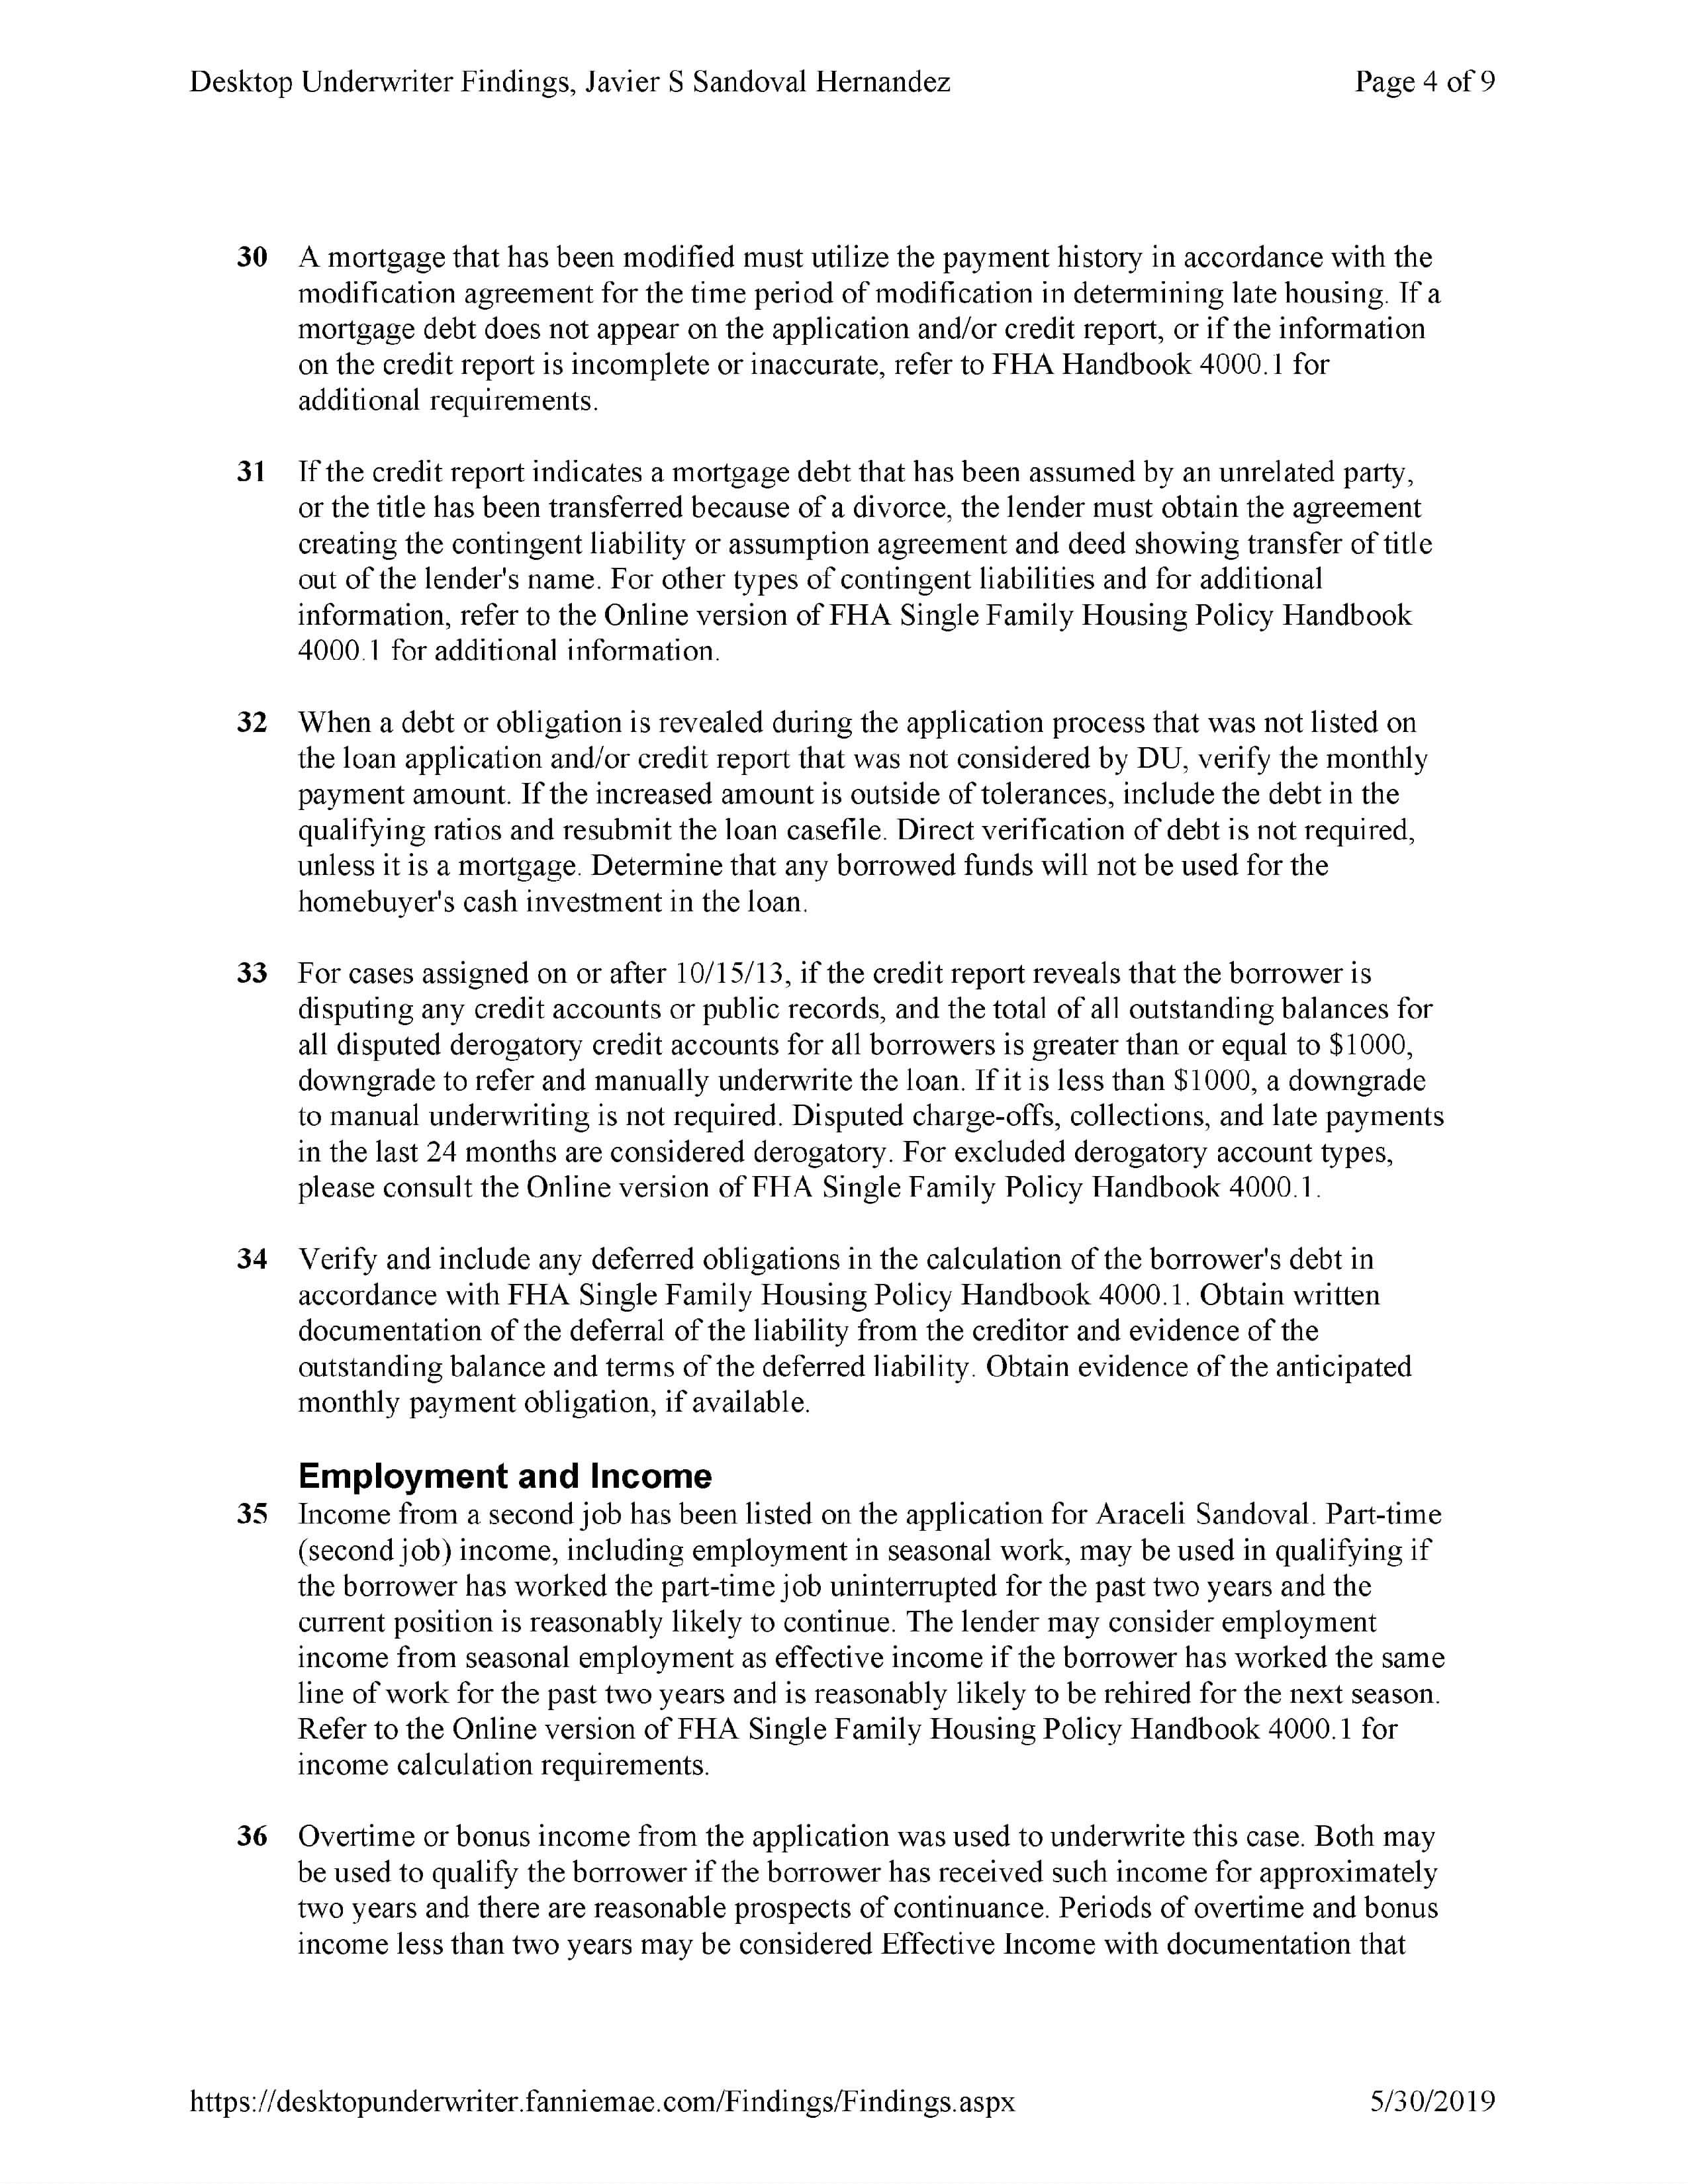 Desktop Underwriter Findings, Javier S Sandoval Hernandez Page 4 of 9
30 A mortgage that has been modified must utilize the payment history in accordance with the
modification agreement for the time period of modification in determining late housing. If a
mortgage debt does not appear on the application and/or credit report, or if the information
on the credit report is incomplete or inaccurate, refer to FHA Handbook 4000.1 for
additional requirements.
31 If the credit report indicates a mortgage debt that has been assumed by an unrelated party,
or the title has been transferred because of a divorce, the lender must obtain the agreement
creating the contingent liability or assumption agreement and deed showing transfer of title
out of the lender's name. For other types of contingent liabilities and for additional
information, refer to the Online version of FHA Single Family Housing Policy Handbook
4000.1 for additional information.
32 When a debt or obligation is revealed during the application process that was not listed on
the loan application and/or credit report that was not considered by DU, verify the monthly
payment amount. If the increased amount is outside of tolerances, include the debt in the
qualifying ratios and resubmit the loan casefile. Direct verification of debt is not required,
unless it is a mortgage. Determine that any borrowed funds will not be used for the
homebuyer's cash investment in the loan.
33 For cases assigned on or after 10/15/13, if the credit report reveals that the borrower is
disputing any credit accounts or public records, and the total of all outstanding balances for
all disputed derogatory credit accounts for all borrowers is greater than or equal to $1000,
downgrade to refer and manually underwrite the loan. If it is less than $1000, a downgrade
to manual underwriting is not required. Disputed charge-offs, collections, and late payments
in the last 24 months are considered derogatory. For excluded derogatory account types,
please consult the Online version of FHA Single Family Policy Handbook 4000.1.
34 Verify and include any deferred obligations in the calculation of the borrower's debt in
accordance with FHA Single Family Housing Policy Handbook 4000.1. Obtain written
documentation of the deferral of the liability from the creditor and evidence of the
outstanding balance and terms of the deferred liability. Obtain evidence of the anticipated
monthly payment obligation, if available.
Employment and Income
35 Income from a second job has been listed on the application for Araceli Sandoval. Part-time
(second job) income, including employment in seasonal work, may be used in qualifying if
the borrower has worked the part-time job uninterrupted for the past two years and the
current position is reasonably likely to continue. The lender may consider employment
income from seasonal employment as effective income if the borrower has worked the same
line of work for the past two years and is reasonably likely to be rehired for the next season.
Refer to the Online version of FHA Single Family Housing Policy Handbook 4000.1 for
income calculation requirements.
36 Overtime or bonus income from the application was used to underwrite this case. Both may
be used to qualify the borrower if the borrower has received such income for approximately
two years and there are reasonable prospects of continuance. Periods of overtime and bonus
income less than two years may be considered Effective Income with documentation that
https://desktopunderwriter.fanniemae.com/Findings/Findings.aspx 5/30/2019